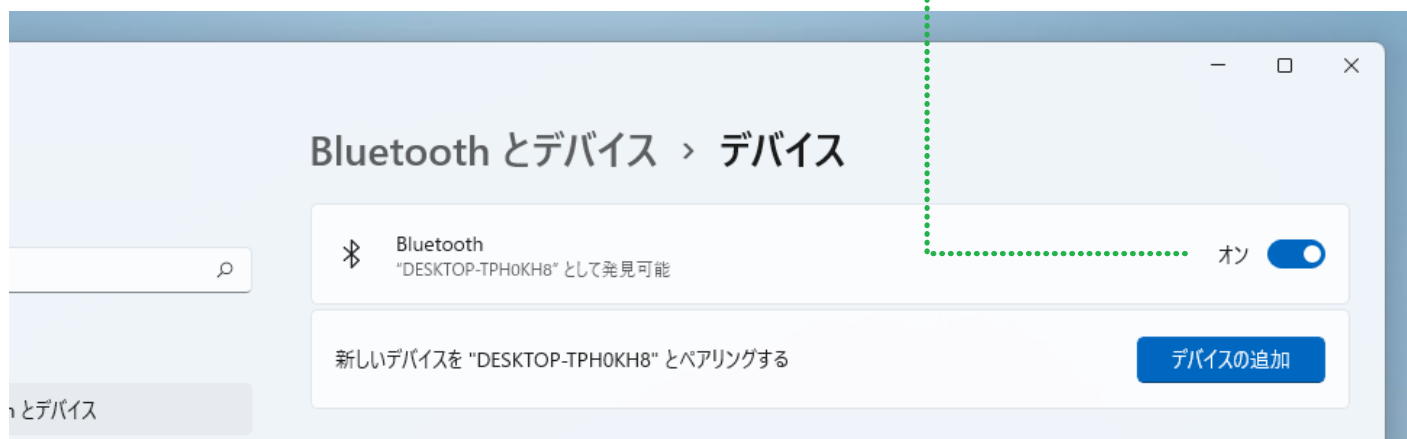 Bluetooth とデバイス › デバイス
Bluetooth
"DESKTOP-TPH0KH8" として発見可能
オン
新しいデバイスを "DESKTOP-TPH0KH8" とペアリングする
デバイスの追加
とデバイス